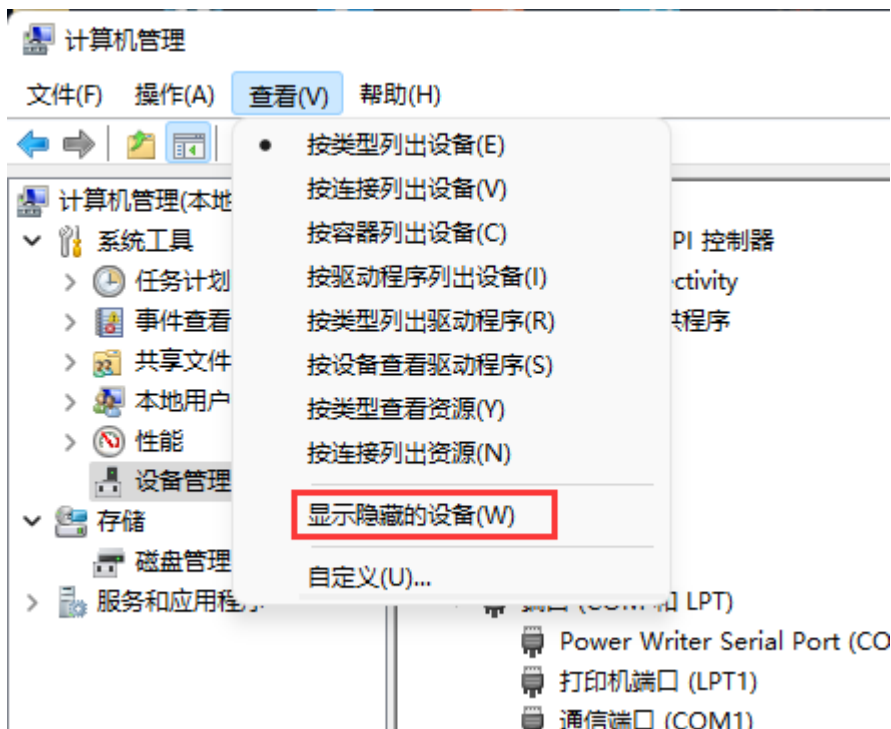 计算机管理
文件(F) 操作(A) 查看(V) 帮助(H)
按类型列出设备(E)
按连接列出设备(V)
按容器列出设备(C)
按驱动程序列出设备(I)
按类型列出驱动程序(R)
按设备查看驱动程序(S)
按类型查看资源(Y)
按连接列出资源(N)
显示隐藏的设备(W)
自定义(U)...
计算机管理(本地
系统工具
任务计划
事件查看
共享文件
本地用户
性能
设备管理
存储
磁盘管理
服务和应用程序
PI 控制器
ctivity
程序
端口 (COM 和 LPT)
Power Writer Serial Port (CO
打印机端口 (LPT1)
通信端口 (COM1)